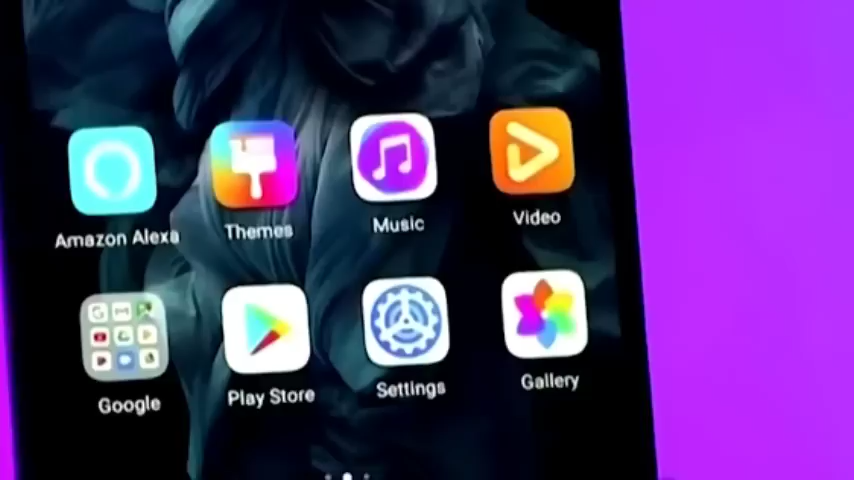 Amazon Alexa
Themes
Music
Video
Google
Play Store
Settings
Gallery